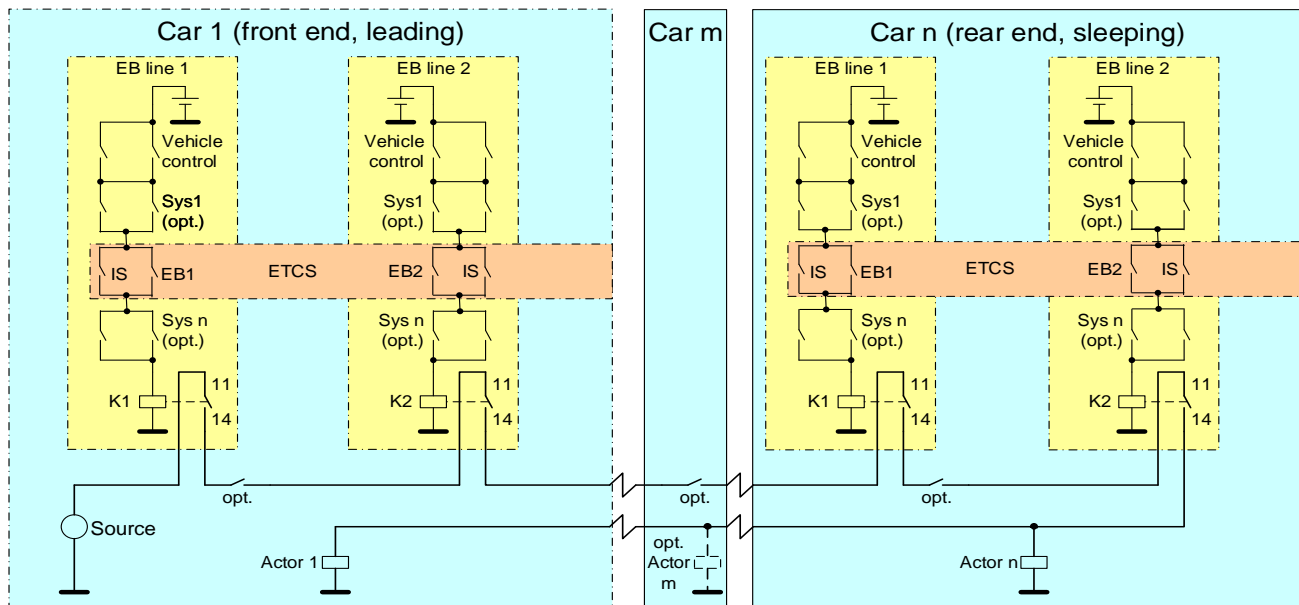 Car 1 (front end, leading)
Car m
Car n (rear end, sleeping)
EB line 1
EB line 2
EB line 1
EB line 2
Vehicle
control
Vehicle
control
Vehicle
control
Vehicle
control
Sys1
(opt.)
Sys1
(opt.)
Sys1
(opt.)
Sys1
(opt.)
IS
EB1
ETCS
EB2
IS
IS
EB1
ETCS
EB2
IS
Sys n
(opt.)
Sys n
(opt.)
Sys n
(opt.)
Sys n
(opt.)
K1
11
14
K2
11
14
K1
11
14
K2
11
14
opt.
opt.
opt.
Source
Actor 1
opt.
Actor
m
Actor n